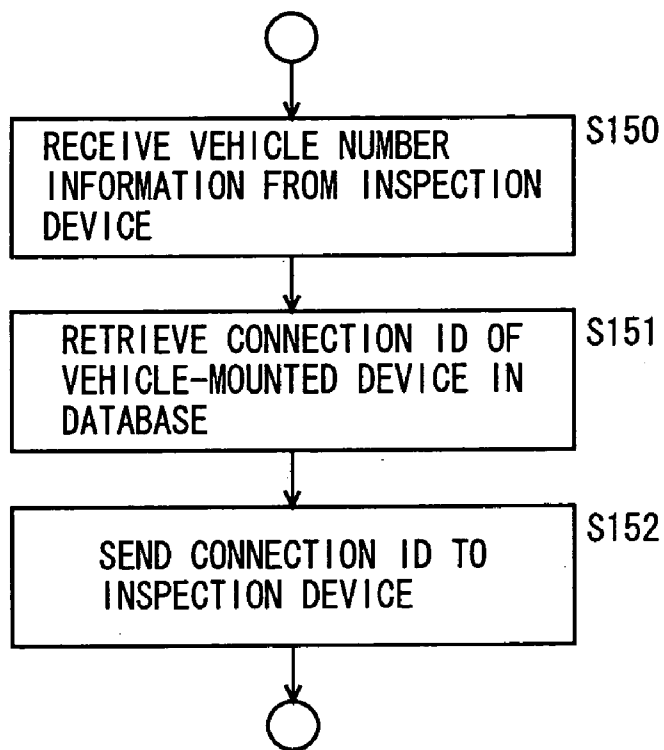 S150
RECEIVE VEHICLE NUMBER
INFORMATION FROM INSPECTION
DEVICE
S151
RETRIEVE CONNECTION ID OF
VEHICLE-MOUNTED DEVICE IN
DATABASE
S152
SEND CONNECTION ID TO
INSPECTION DEVICE